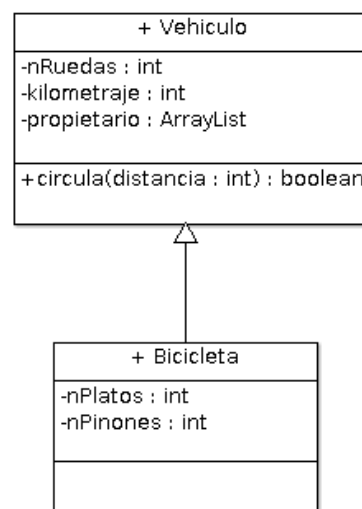 + Vehiculo
-nRuedas : int
-kilometraje : int
-propietario : ArrayList
+circula(distancia : int) : boolean
+ Bicicleta
-nPlatos : int
-nPinones : int